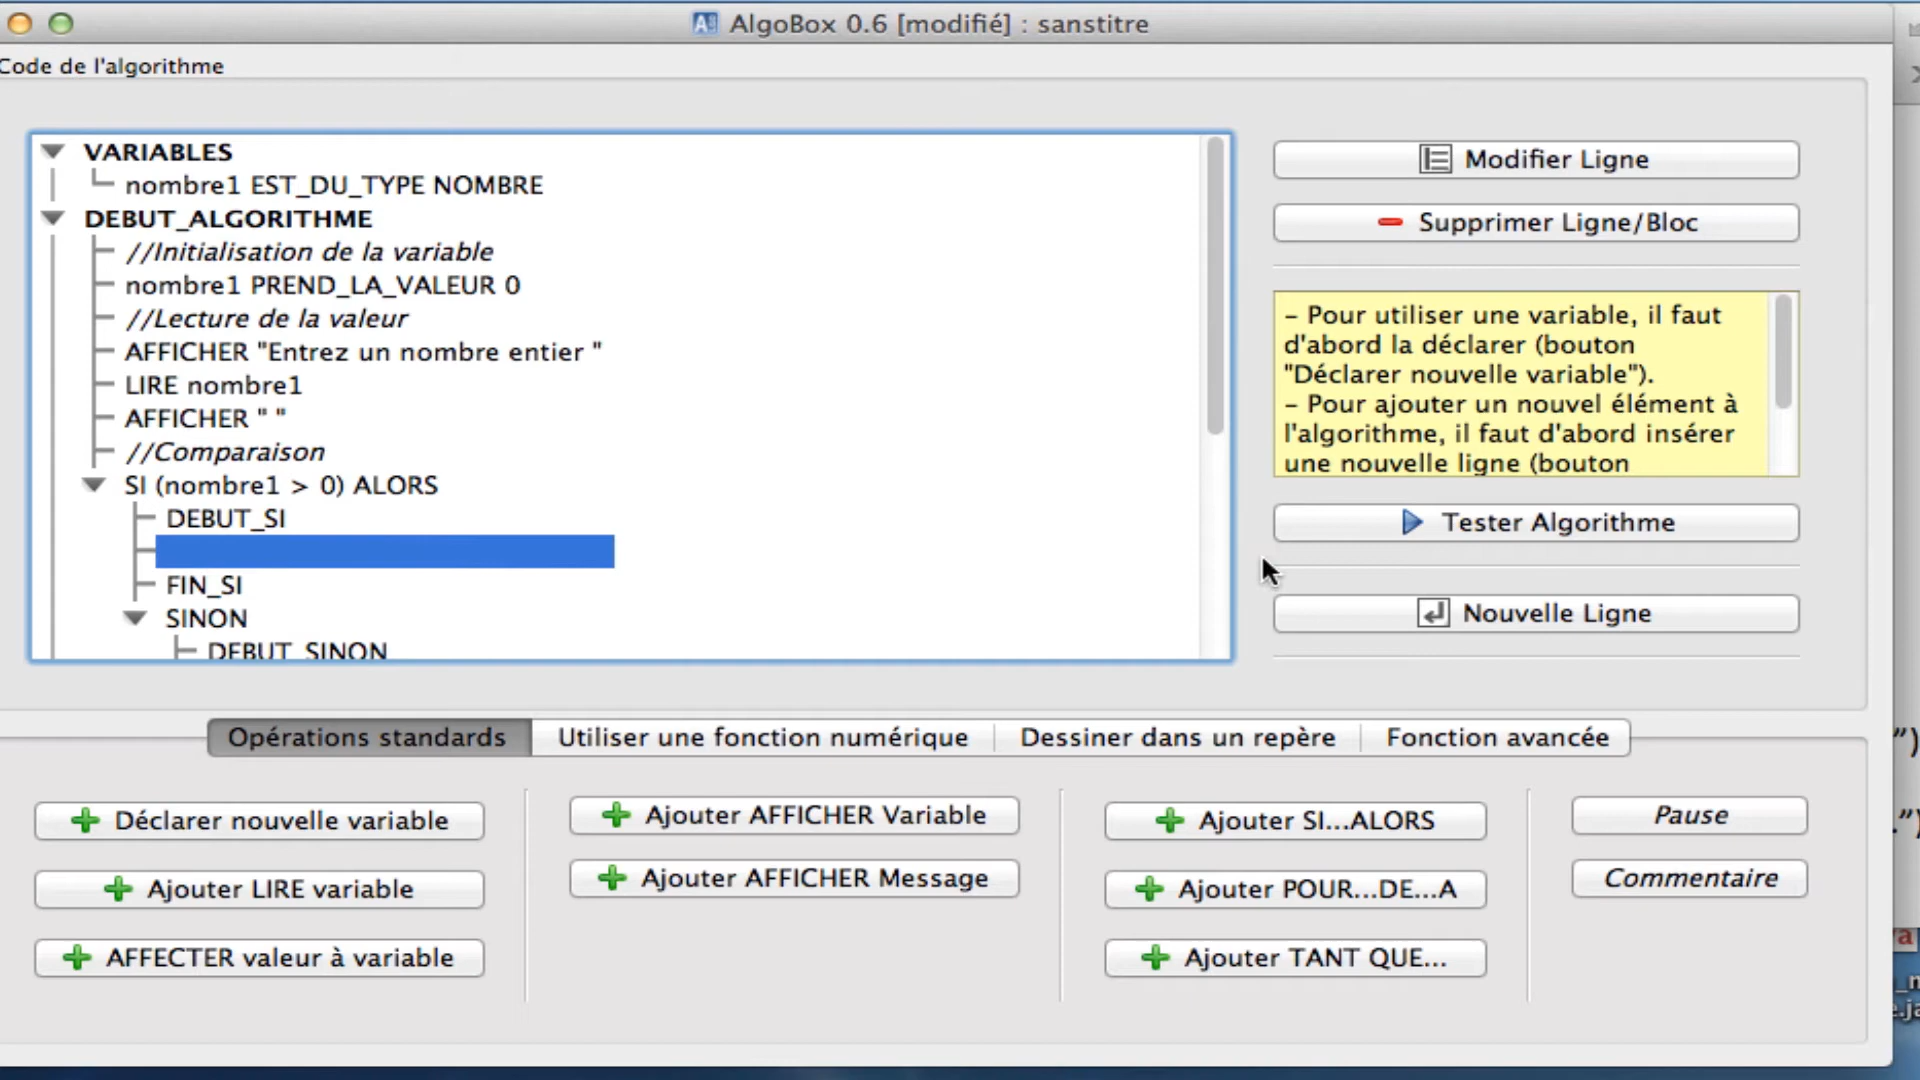 AlgoBox 0.6 [modifié] : sanstitre
Code de l'algorithme
VARIABLES
nombre1 EST_DU_TYPE NOMBRE
DEBUT_ALGORITHME
//Initialisation de la variable
nombre1 PREND_LA_VALEUR 0
//Lecture de la valeur
AFFICHER "Entrez un nombre entier "
LIRE nombre1
AFFICHER " "
//Comparaison
SI (nombre1 > 0) ALORS
DEBUT_SI
FIN_SI
SINON
DEBUT_SINON
Modifier Ligne
Supprimer Ligne/Bloc
- Pour utiliser une variable, il faut
d'abord la déclarer (bouton
"Déclarer nouvelle variable").
- Pour ajouter un nouvel élément à
l'algorithme, il faut d'abord insérer
une nouvelle ligne (bouton
Tester Algorithme
Nouvelle Ligne
Opérations standards
Utiliser une fonction numérique
Dessiner dans un repère
Fonction avancée
Déclarer nouvelle variable
Ajouter LIRE variable
AFFECTER valeur à variable
Ajouter AFFICHER Variable
Ajouter AFFICHER Message
Ajouter SI...ALORS
Ajouter POUR...DE...A
Ajouter TANT QUE...
Pause
Commentaire